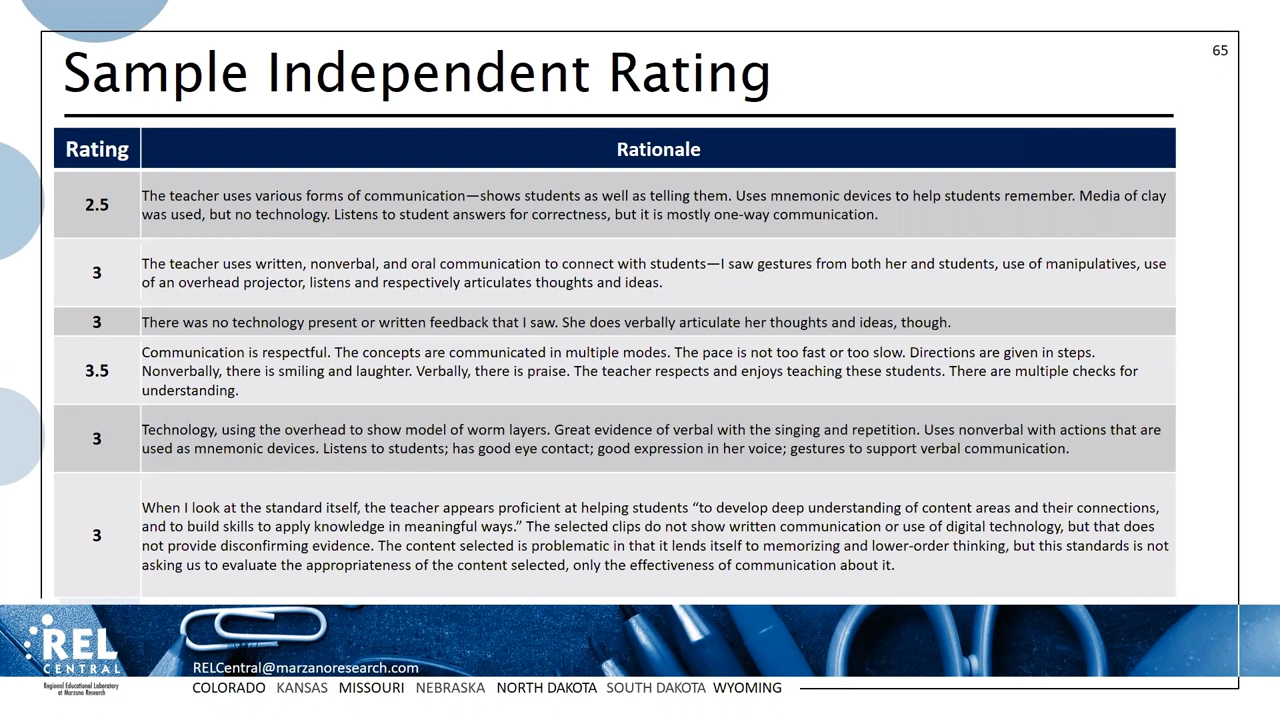 65
Sample Independent Rating
Rating
Rationale
2.5
The teacher uses various forms of communication—shows students as well as telling them. Uses mnemonic devices to help students remember. Media of clay
was used, but no technology. Listens to student answers for correctness, but it is mostly one-way communication.
3
The teacher uses written, nonverbal, and oral communication to connect with students—I saw gestures from both her and students, use of manipulatives, use
of an overhead projector, listens and respectively articulates thoughts and ideas.
3
There was no technology present or written feedback that I saw. She does verbally articulate her thoughts and ideas, though.
3.5
Communication is respectful. The concepts are communicated in multiple modes. The pace is not too fast or too slow. Directions are given in steps.
Nonverbally, there is smiling and laughter. Verbally, there is praise. The teacher respects and enjoys teaching these students. There are multiple checks for
understanding.
3
Technology, using the overhead to show model of worm layers. Great evidence of verbal with the singing and repetition. Uses nonverbal with actions that are
used as mnemonic devices. Listens to students; has good eye contact; good expression in her voice; gestures to support verbal communication.
3
When I look at the standard itself, the teacher appears proficient at helping students “to develop deep understanding of content areas and their connections,
and to build skills to apply knowledge in meaningful ways.” The selected clips do not show written communication or use of digital technology, but that does
not provide disconfirming evidence. The content selected is problematic in that it lends itself to memorizing and lower-order thinking, but this standards is not
asking us to evaluate the appropriateness of the content selected, only the effectiveness of communication about it.
REL
CENTRAL
Regional Educational Laboratory
at Marzano Research
RELCentral@marzanoresearch.com
COLORADO KANSAS MISSOURI NEBRASKA NORTH DAKOTA SOUTH DAKOTA WYOMING